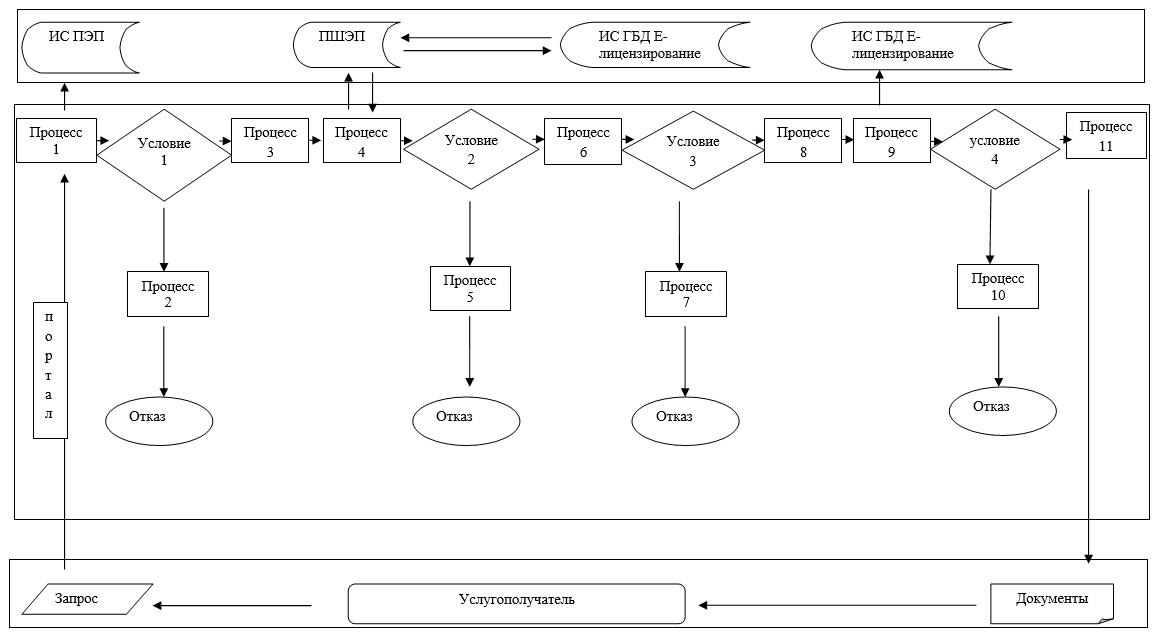 ИС ПЭП
ПШЭП
ИС ГБД Е-
лицензирование
ИС ГБД Е-
лицензирование
Процесс
1
Условие
1
Процесс
3
Процесс
4
Условие
2
Процесс
6
Условие
3
Процесс
8
Процесс
9
условие
4
Процесс
11
Процесс
2
Процесс
5
Процесс
7
Процесс
10
п
о
р
т
а
л
Отказ
Отказ
Отказ
Отказ
Запрос
Услугополучатель
Документы